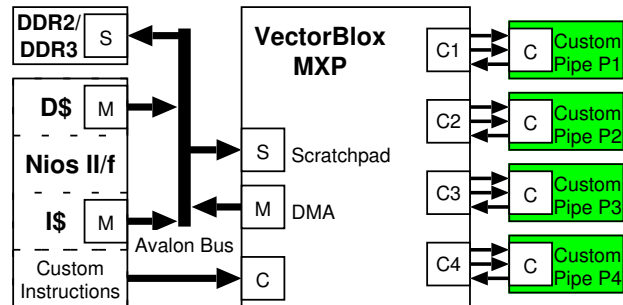 DDR2/
DDR3
S
D$
M
Nios II/f
I$
M
Custom
Instructions
Avalon Bus
VectorBlox
MXP
S
Scratchpad
M
DMA
C
C1
C
Custom
Pipe P1
C2
C
Custom
Pipe P2
C3
C
Custom
Pipe P3
C4
C
Custom
Pipe P4